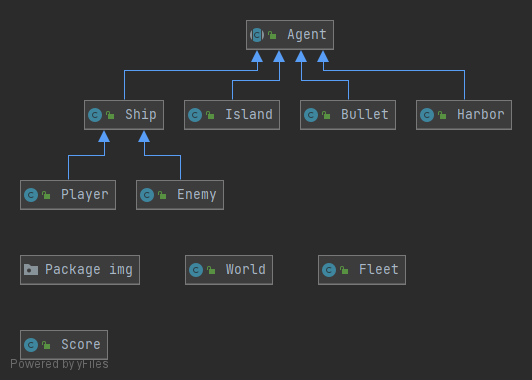 Agent
Ship
Island
Bullet
Harbor
Player
Enemy
Package img
World
Fleet
Score
Powered by yFiles